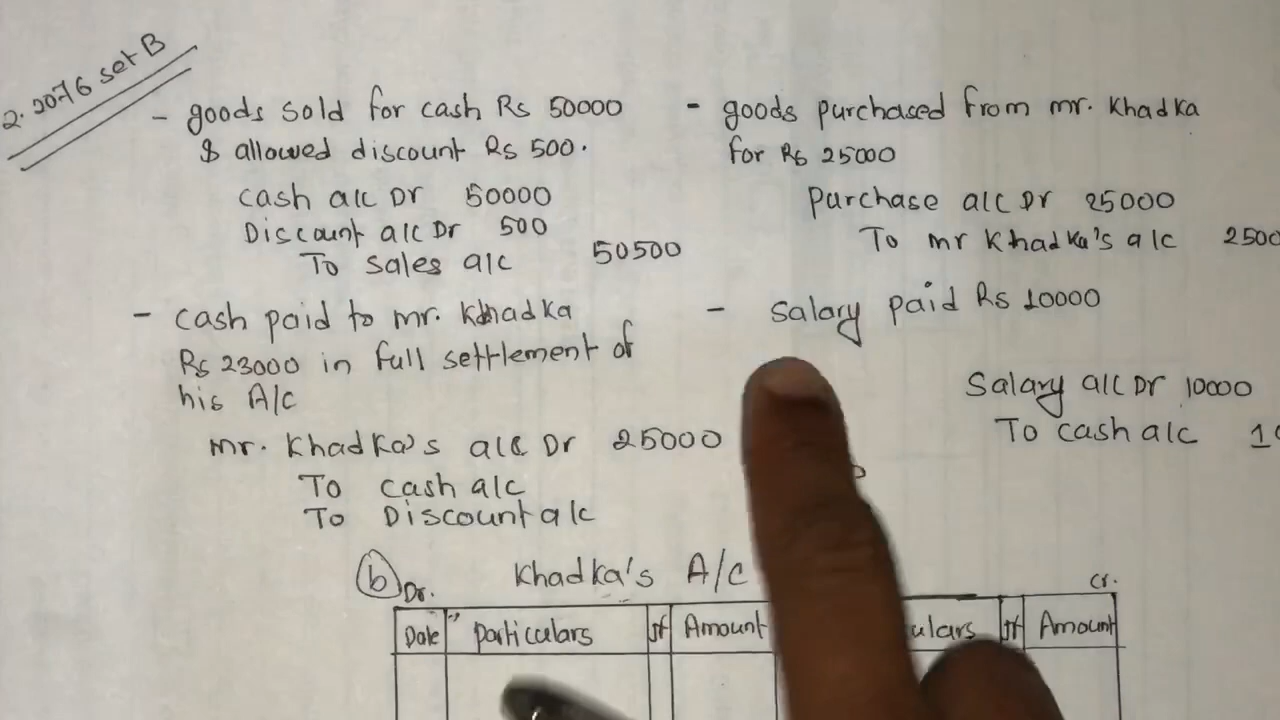 2. 2076 set B
- goods sold for cash Rs 50000
& allowed discount Rs 500.
cash a/c Dr 50000
Discount a/c Dr 500
To sales a/c 50500
- cash paid to mr. Khadka
Rs 23000 in full settlement of
his A/c
mr. Khadka's a/c Dr 25000
To cash a/c
To Discount a/c
- goods purchased from mr. Khadka
for Rs 25000
Purchase a/c Dr 25000
To mr Khadka's a/c 2500
- Salary paid Rs 10000
Salary a/c Dr 10000
To cash a/c 10
(b) Khadka's A/C
Dr. Cr.
Date Particulars Jf Amount ulars Jf Amount